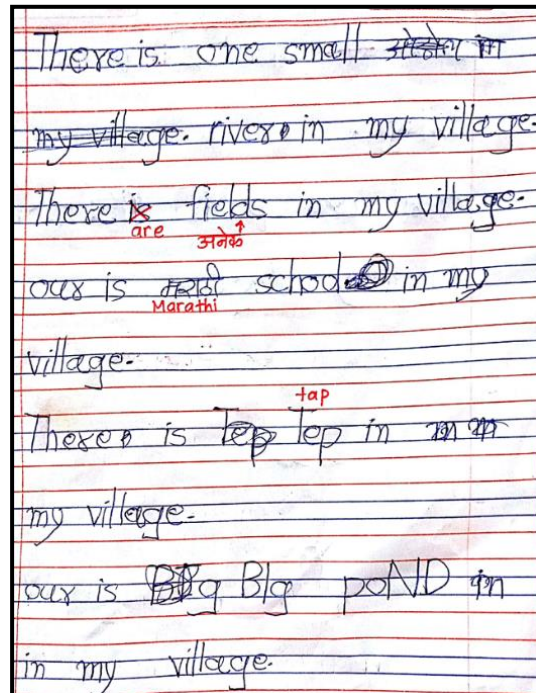 There is one small in
my village. river in my village.
There is fields in my village.
are अनेक
our is मराठी school in my
Marathi
village.
tap
There is Tep Tep in
my village.
our is Big BIg poND in
in my village.